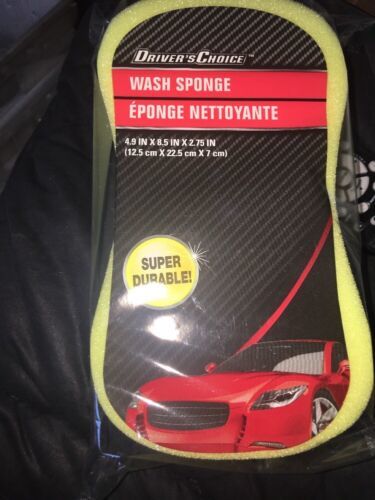 DRIVER'S CHOICE™
WASH SPONGE
ÉPONGE NETTOYANTE
4.9 IN X 8.5 IN X 2.75 IN
(12.5 cm X 22.5 cm X 7 cm)
SUPER
DURABLE!